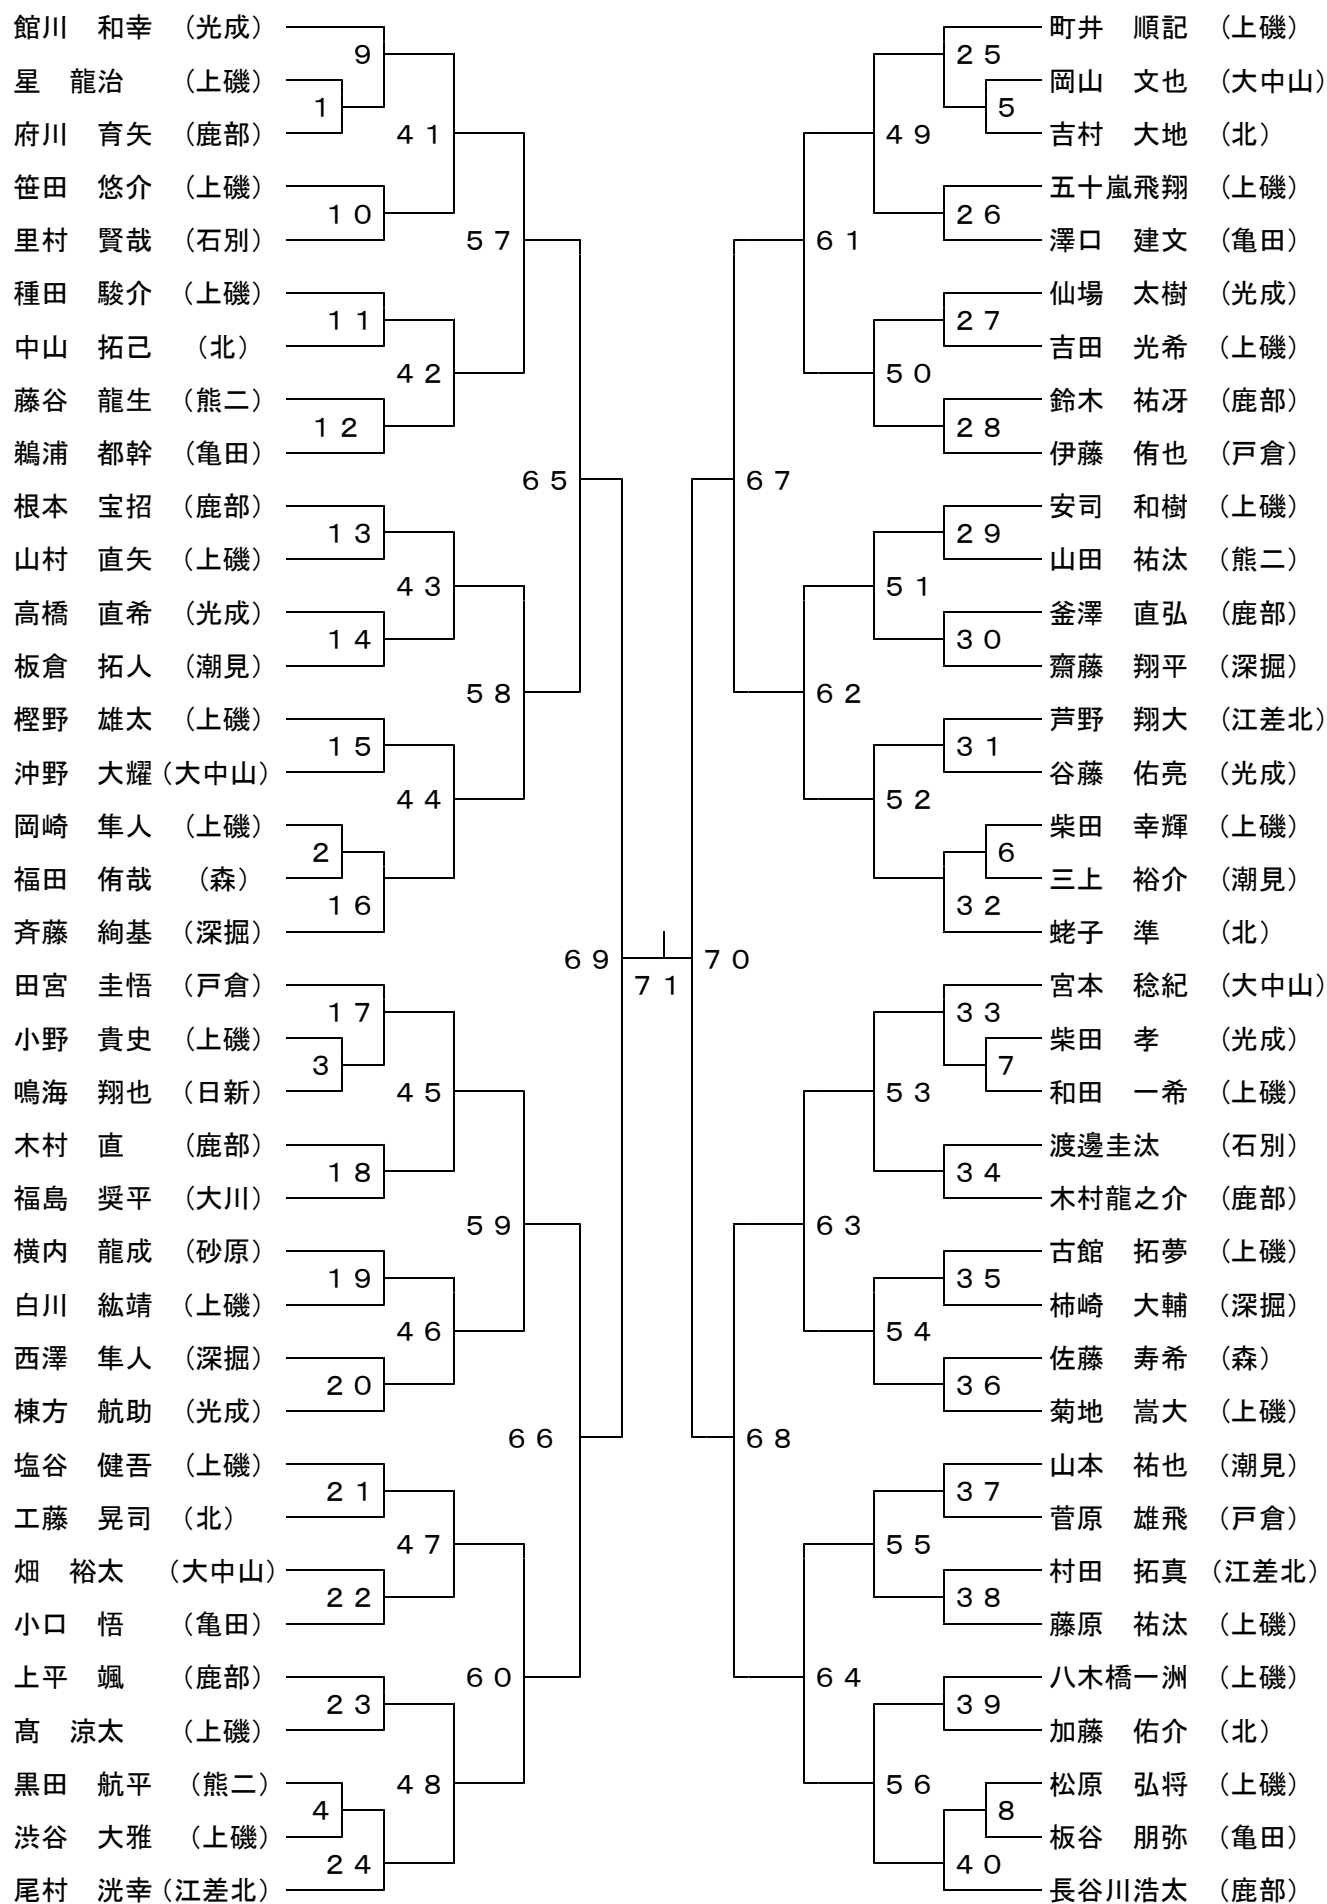 館川　和幸　（光成）
9
星　龍治　（上磯）
1
府川　育矢　（鹿部）
41
笹田　悠介　（上磯）
10
里村　賢哉　（石別）
57
種田　駿介　（上磯）
11
中山　拓己　（北）
42
藤谷　龍生　（熊二）
12
鵜浦　都幹　（亀田）
65
根本　宝招　（鹿部）
13
山村　直矢　（上磯）
43
高橋　直希　（光成）
14
板倉　拓人　（潮見）
58
樫野　雄太　（上磯）
15
沖野　大耀（大中山）
44
岡崎　隼人　（上磯）
2
福田　侑哉　（森）
16
斉藤　絢基　（深掘）
69
71
田宮　圭悟　（戸倉）
17
小野　貴史　（上磯）
3
鳴海　翔也　（日新）
45
木村　直　（鹿部）
18
福島　奨平　（大川）
59
横内　龍成　（砂原）
19
白川　紘靖　（上磯）
46
西澤　隼人　（深掘）
20
棟方　航助　（光成）
66
塩谷　健吾　（上磯）
21
工藤　晃司　（北）
47
畑　裕太　（大中山）
22
小口　悟　（亀田）
60
上平　颯　（鹿部）
23
髙　涼太　（上磯）
48
黒田　航平　（熊二）
4
渋谷　大雅　（上磯）
24
尾村　洸幸（江差北）
町井　順記　（上磯）
25
岡山　文也　（大中山）
5
吉村　大地　（北）
49
五十嵐飛翔　（上磯）
26
澤口　建文　（亀田）
61
仙場　太樹　（光成）
27
吉田　光希　（上磯）
50
鈴木　祐冴　（鹿部）
28
伊藤　侑也　（戸倉）
67
安司　和樹　（上磯）
29
山田　祐汰　（熊二）
51
釜澤　直弘　（鹿部）
30
齋藤　翔平　（深掘）
62
芦野　翔大　（江差北）
31
谷藤　佑亮　（光成）
52
柴田　幸輝　（上磯）
6
三上　裕介　（潮見）
32
蛯子　準　（北）
70
宮本　稔紀　（大中山）
33
柴田　孝　（光成）
7
和田　一希　（上磯）
53
渡邊圭汰　（石別）
34
木村龍之介　（鹿部）
63
古館　拓夢　（上磯）
35
柿崎　大輔　（深掘）
54
佐藤　寿希　（森）
36
菊地　嵩大　（上磯）
68
山本　祐也　（潮見）
37
菅原　雄飛　（戸倉）
55
村田　拓真　（江差北）
38
藤原　祐汰　（上磯）
64
八木橋一洲　（上磯）
39
加藤　佑介　（北）
56
松原　弘将　（上磯）
8
板谷　朋弥　（亀田）
40
長谷川浩太　（鹿部）